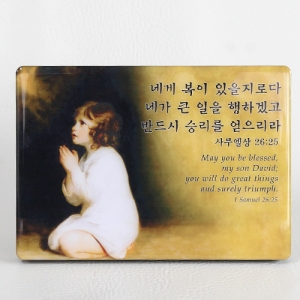 네게 복이 있을지로다
네가 큰 일을 행하겠고
반드시 승리를 얻으리라
사무엘상 26:25
May you be blessed,
my son David;
you will do great things
and surely triumph.
1 Samuel 26:25